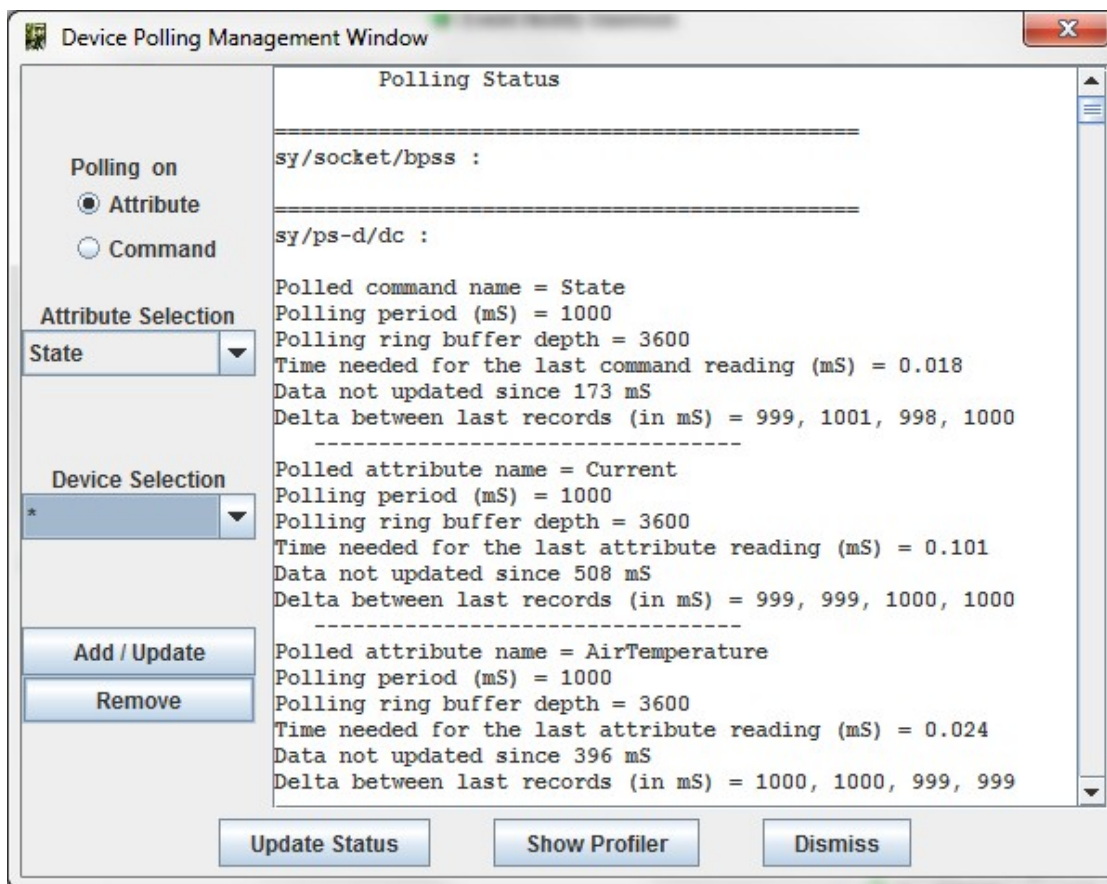 Device Polling Management Window
Polling on
Attribute
Command
Attribute Selection
State
Device Selection
*
Add / Update
Remove
Polling Status
=============================================
sy/socket/bpss :
=============================================
sy/ps-d/dc :
Polled command name = State
Polling period (mS) = 1000
Polling ring buffer depth = 3600
Time needed for the last command reading (mS) = 0.018
Data not updated since 173 mS
Delta between last records (in mS) = 999, 1001, 998, 1000
---------------------------------
Polled attribute name = Current
Polling period (mS) = 1000
Polling ring buffer depth = 3600
Time needed for the last attribute reading (mS) = 0.101
Data not updated since 508 mS
Delta between last records (in mS) = 999, 999, 1000, 1000
---------------------------------
Polled attribute name = AirTemperature
Polling period (mS) = 1000
Polling ring buffer depth = 3600
Time needed for the last attribute reading (mS) = 0.024
Data not updated since 396 mS
Delta between last records (in mS) = 1000, 1000, 999, 999
Update Status
Show Profiler
Dismiss